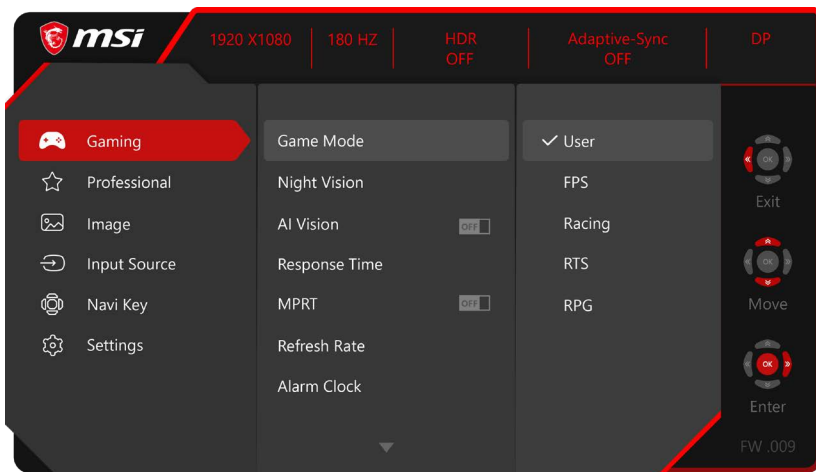 msi
1920 X1080
180 HZ
HDR
OFF
Adaptive-Sync
OFF
DP
Gaming
Professional
Image
Input Source
Navi Key
Settings
Game Mode
Night Vision
AI Vision
OFF
Response Time
MPRT
OFF
Refresh Rate
Alarm Clock
User
FPS
Racing
RTS
RPG
OK
Exit
OK
Move
OK
Enter
FW .009